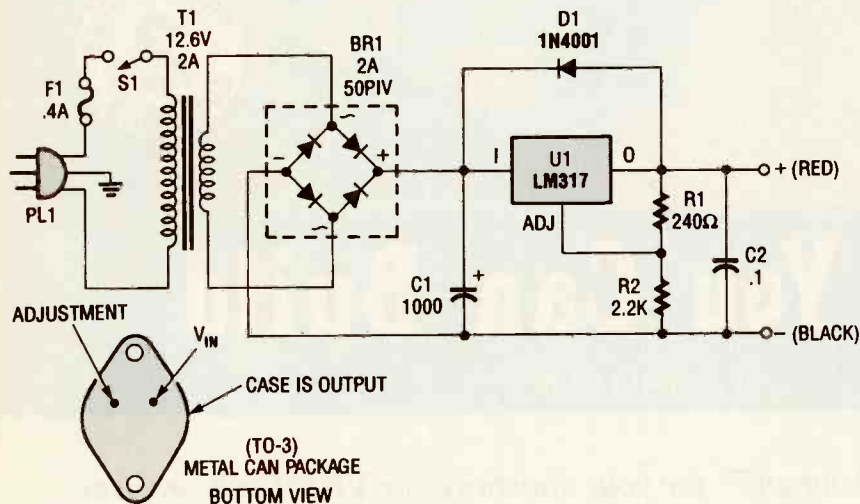 T1
12.6V
2A
F1
.4A
S1
PL1
BR1
2A
50PIV
~
-
+
~
D1
1N4001
I
U1
LM317
O
ADJ
R1
240Ω
R2
2.2K
C1
1000
+
C2
.1
+ (RED)
- (BLACK)
ADJUSTMENT
VIN
CASE IS OUTPUT
(TO-3)
METAL CAN PACKAGE
BOTTOM VIEW